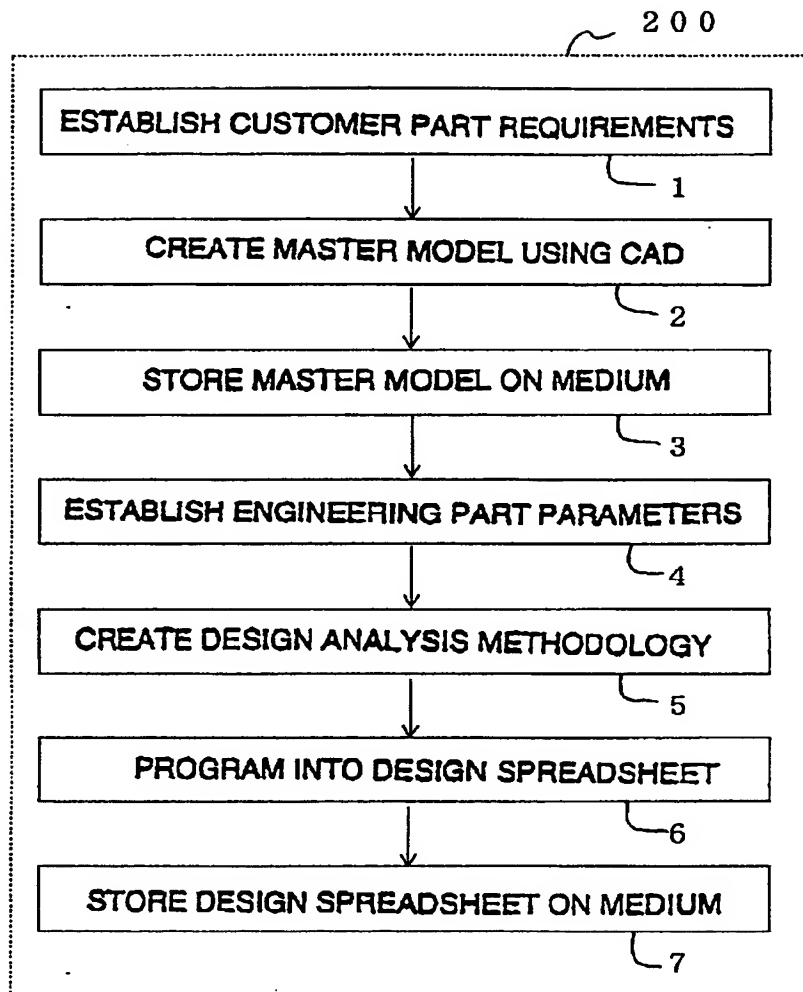 200
ESTABLISH CUSTOMER PART REQUIREMENTS
1
CREATE MASTER MODEL USING CAD
2
STORE MASTER MODEL ON MEDIUM
3
ESTABLISH ENGINEERING PART PARAMETERS
4
CREATE DESIGN ANALYSIS METHODOLOGY
5
PROGRAM INTO DESIGN SPREADSHEET
6
STORE DESIGN SPREADSHEET ON MEDIUM
7